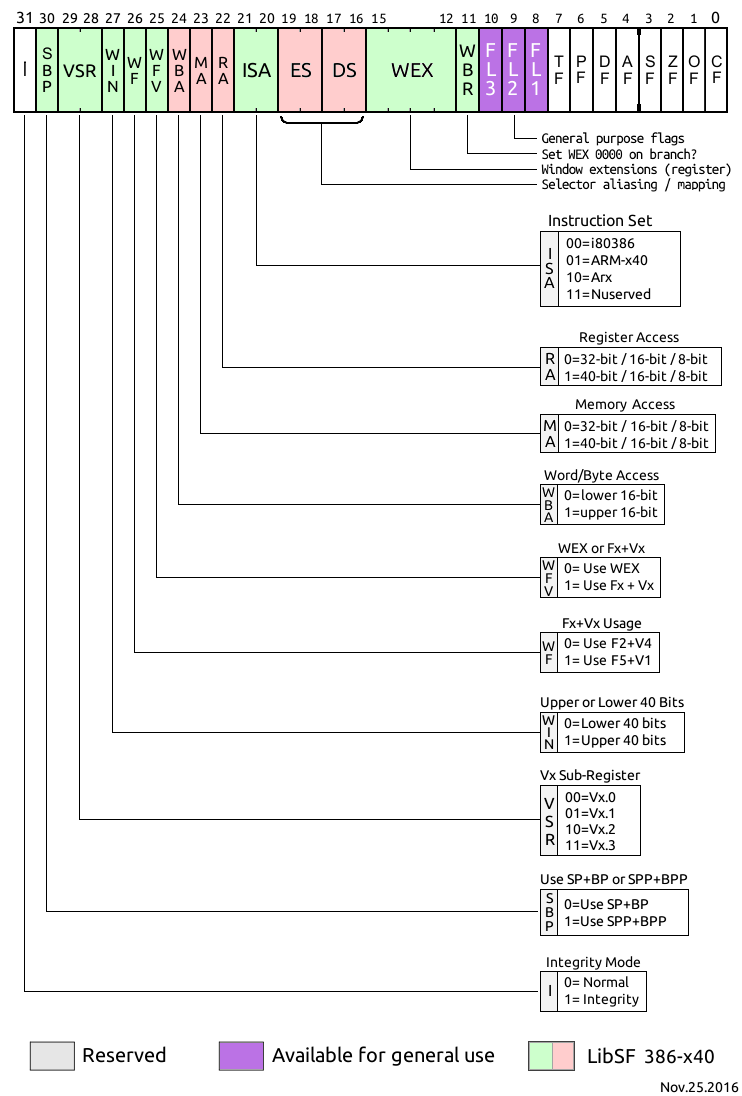 31 30 29 28 27 26 25 24 23 22 21 20 19 18 17 16 15 12 11 10 9 8 7 6 5 4 3 2 1 0
I SBP VSR WIN WF WFV WBA MA RA ISA ES DS WEX WBR FL3 FL2 FL1 TF PF DF AF SF ZF OF CF
General purpose flags
Set WEX 0000 on branch?
Window extensions (register)
Selector aliasing / mapping
Instruction Set
ISA
00=i80386
01=ARM-x40
10=Arx
11=Nuserved
Register Access
RA
0=32-bit / 16-bit / 8-bit
1=40-bit / 16-bit / 8-bit
Memory Access
MA
0=32-bit / 16-bit / 8-bit
1=40-bit / 16-bit / 8-bit
Word/Byte Access
WBA
0=lower 16-bit
1=upper 16-bit
WEX or Fx+Vx
WFV
0= Use WEX
1= Use Fx + Vx
Fx+Vx Usage
WF
0= Use F2+V4
1= Use F5+V1
Upper or Lower 40 Bits
WIN
0=Lower 40 bits
1=Upper 40 bits
Vx Sub-Register
VSR
00=Vx.0
01=Vx.1
10=Vx.2
11=Vx.3
Use SP+BP or SPP+BPP
SBP
0=Use SP+BP
1=Use SPP+BPP
Integrity Mode
I
0= Normal
1= Integrity
Reserved
Available for general use
LibSF 386-x40
Nov.25.2016